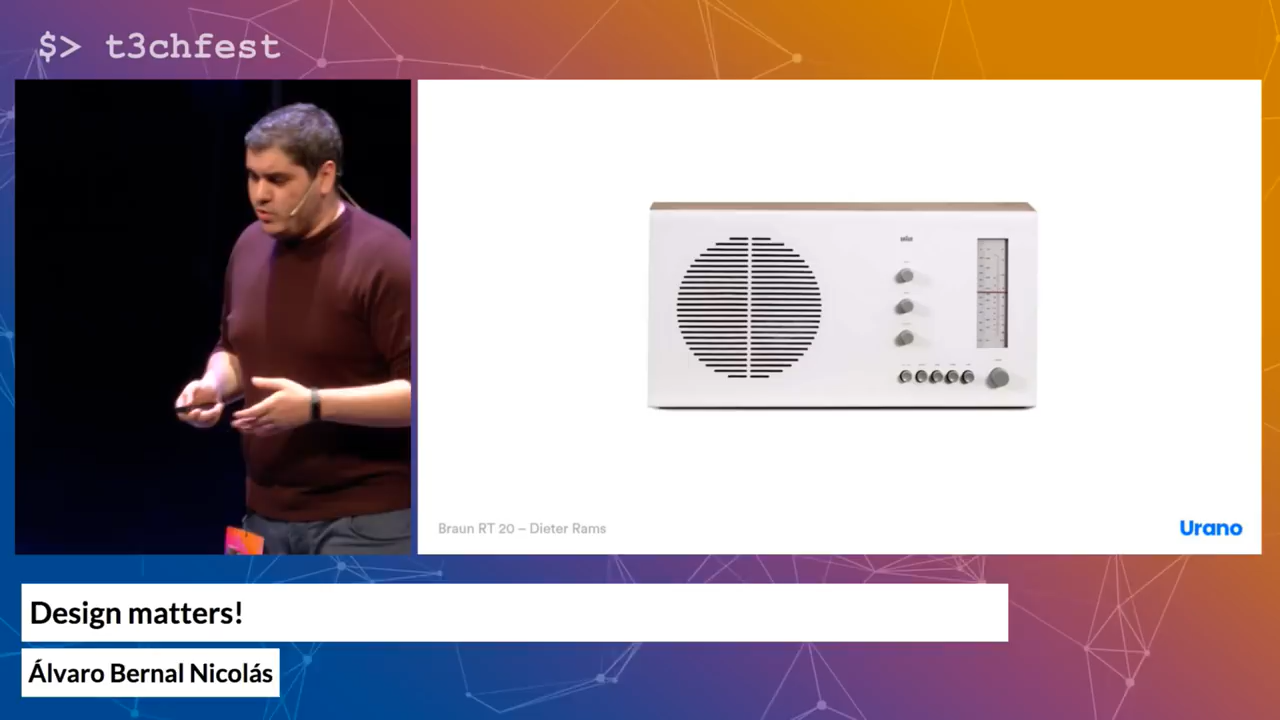 $> t3chfest
Braun RT 20 – Dieter Rams
Urano
Design matters!
Álvaro Bernal Nicolás